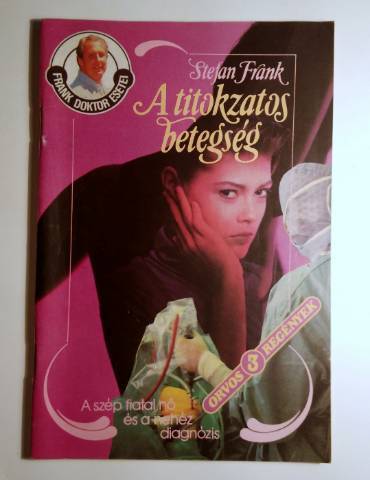 Stefan Frank
A titokzatos
betegség
FRANK DOKTOR ESETEI
ORVOS 3 REGÉNYEK
A szép fiatal nő
és a nehéz
diagnózis